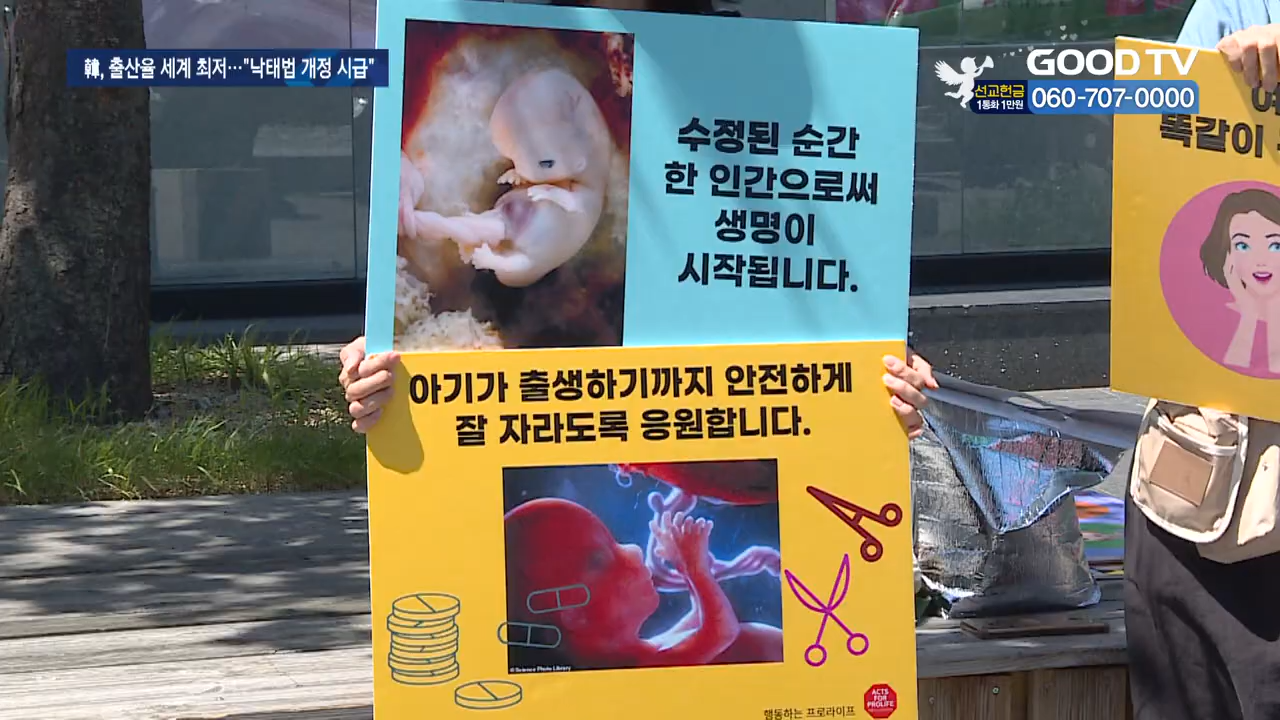 韓, 출산율 세계 최저…"낙태법 개정 시급"
GOOD TV
선교헌금
1통화 1만원
060-707-0000
수정된 순간
한 인간으로써
생명이
시작됩니다.
아기가 출생하기까지 안전하게
잘 자라도록 응원합니다.
© Science Photo Library
행동하는 프로라이프
ACTS
FOR
PROLIFE
똑같이